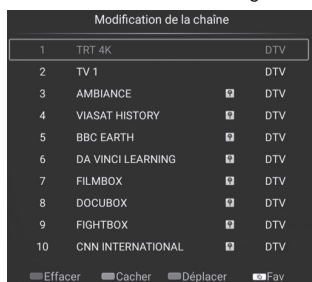 Modification de la chaîne
1 TRT 4K DTV
2 TV 1 DTV
3 AMBIANCE DTV
4 VIASAT HISTORY DTV
5 BBC EARTH DTV
6 DA VINCI LEARNING DTV
7 FILMBOX DTV
8 DOCUBOX DTV
9 FIGHTBOX DTV
10 CNN INTERNATIONAL DTV
Effacer Cacher Déplacer Fav